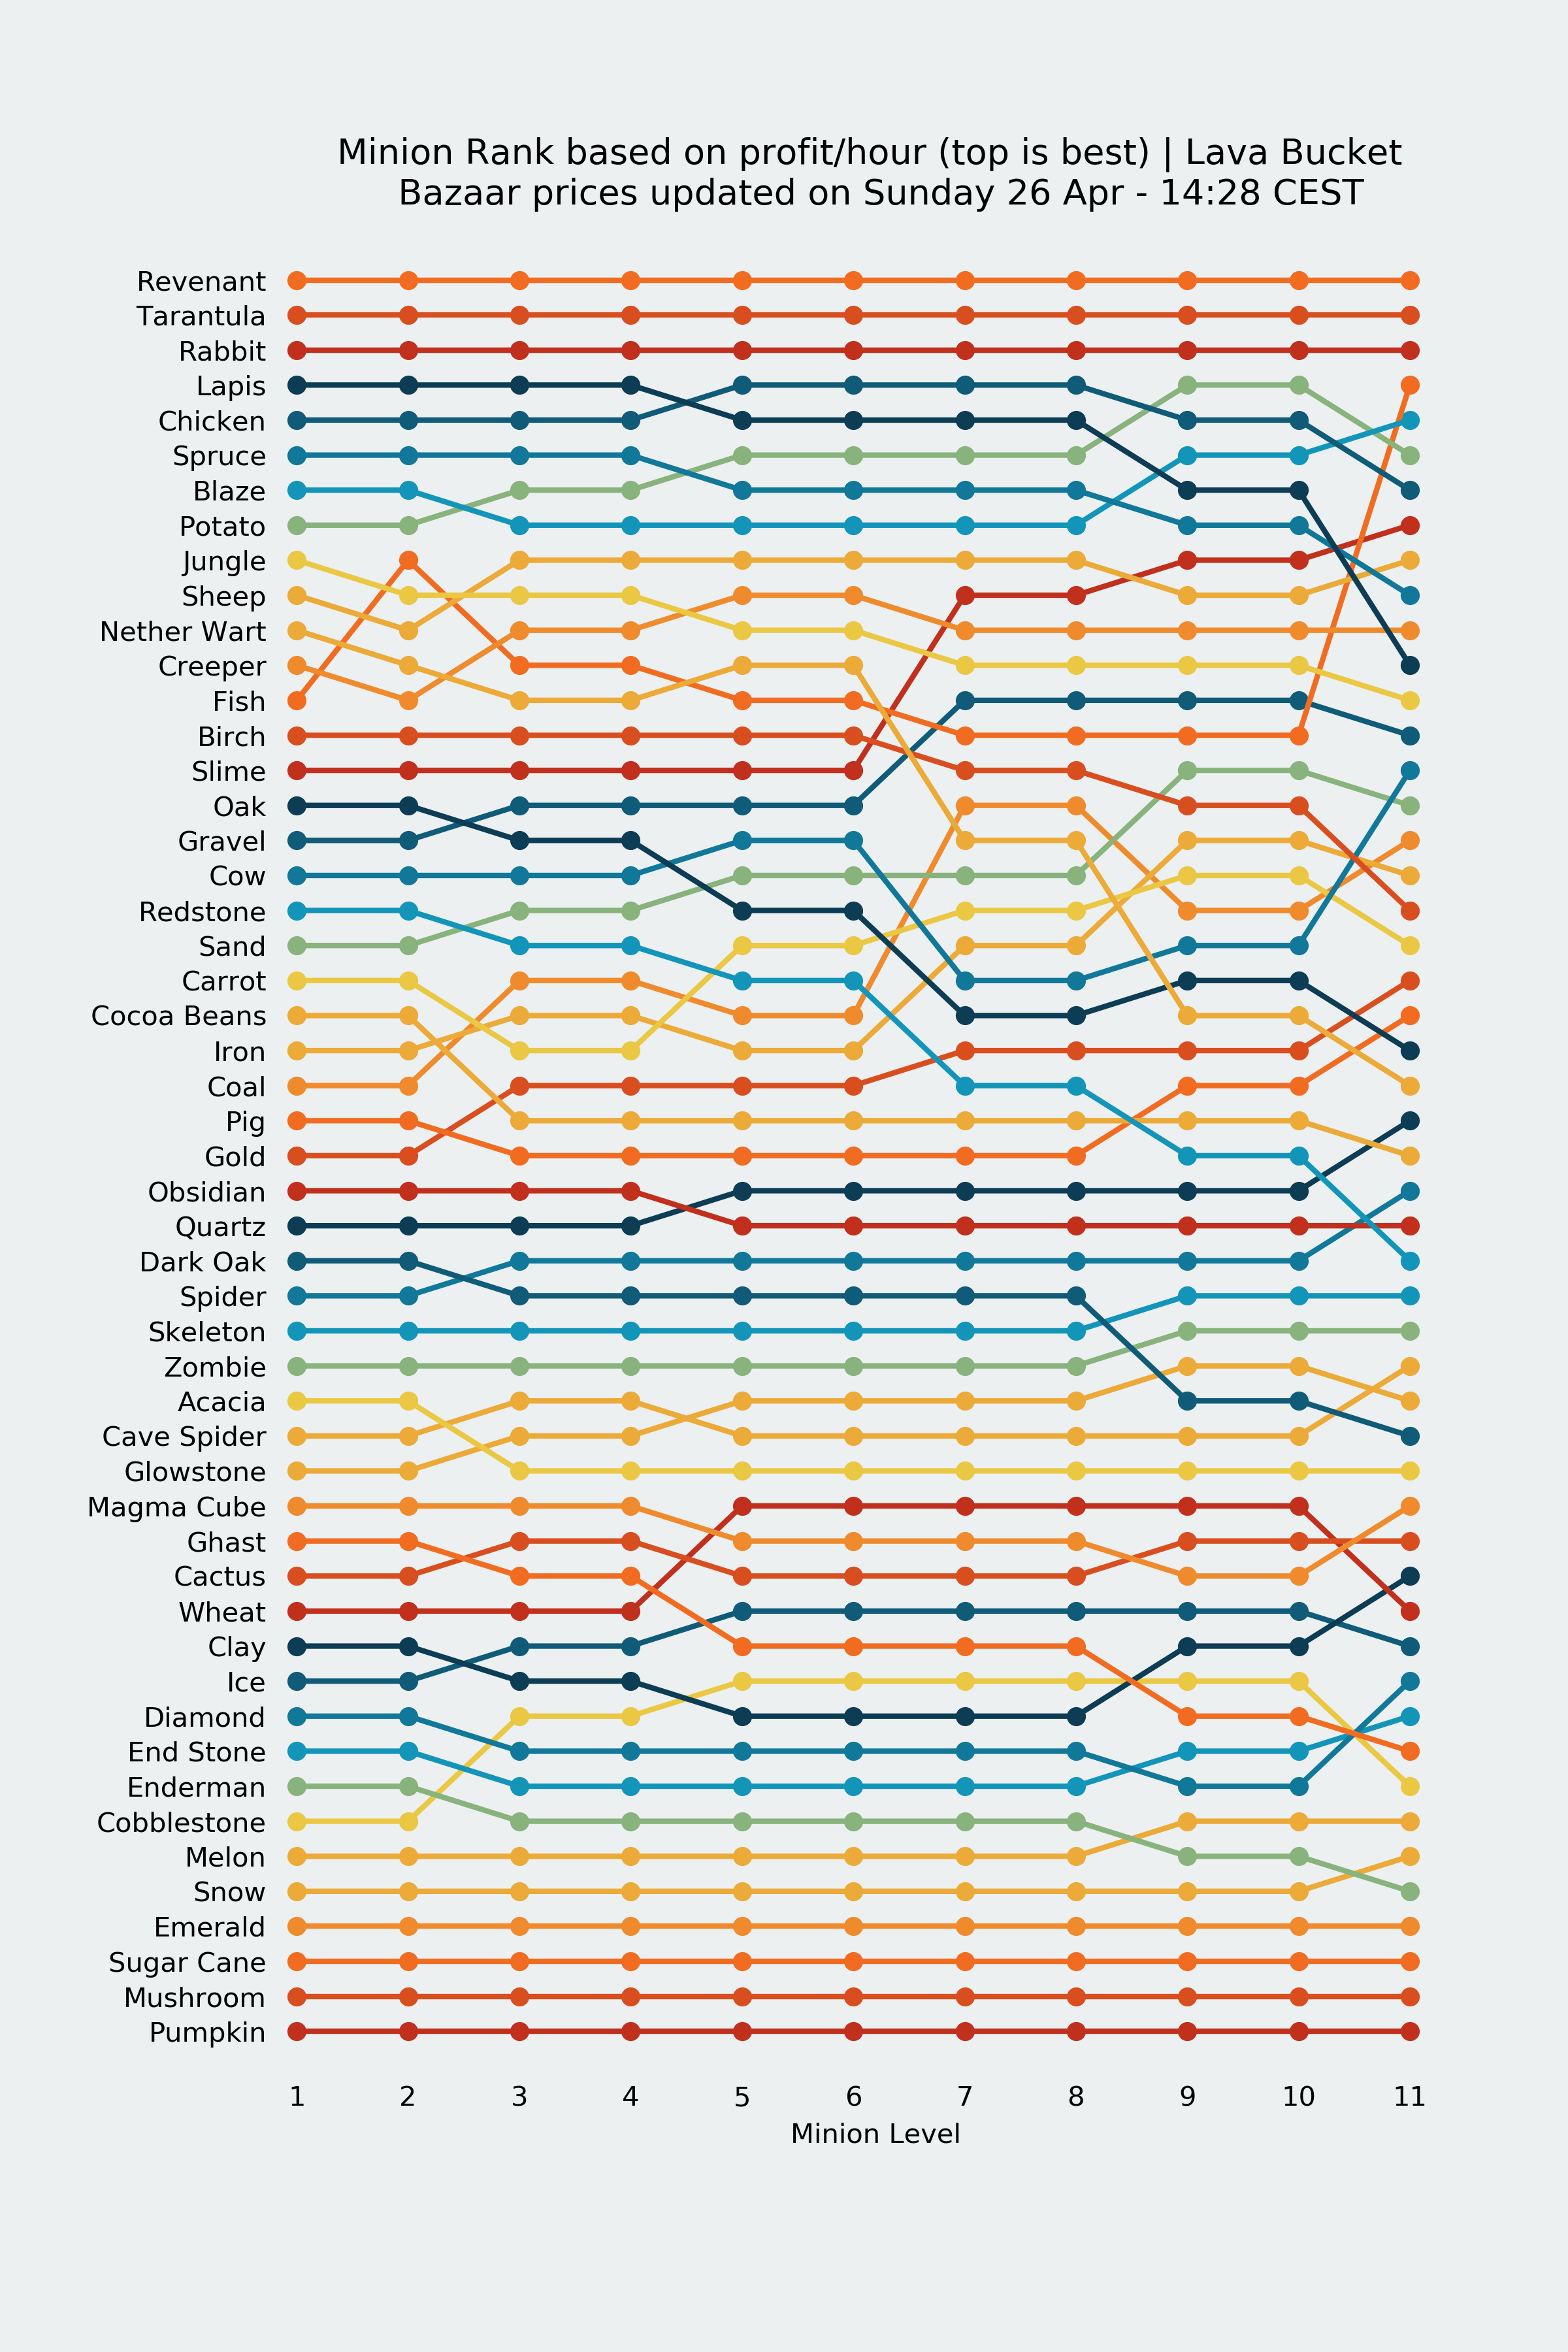 Minion Rank based on profit/hour (top is best) | Lava Bucket
Bazaar prices updated on Sunday 26 Apr - 14:28 CEST
Revenant
Tarantula
Rabbit
Lapis
Chicken
Spruce
Blaze
Potato
Jungle
Sheep
Nether Wart
Creeper
Fish
Birch
Slime
Oak
Gravel
Cow
Redstone
Sand
Carrot
Cocoa Beans
Iron
Coal
Pig
Gold
Obsidian
Quartz
Dark Oak
Spider
Skeleton
Zombie
Acacia
Cave Spider
Glowstone
Magma Cube
Ghast
Cactus
Wheat
Clay
Ice
Diamond
End Stone
Enderman
Cobblestone
Melon
Snow
Emerald
Sugar Cane
Mushroom
Pumpkin
1 2 3 4 5 6 7 8 9 10 11
Minion Level